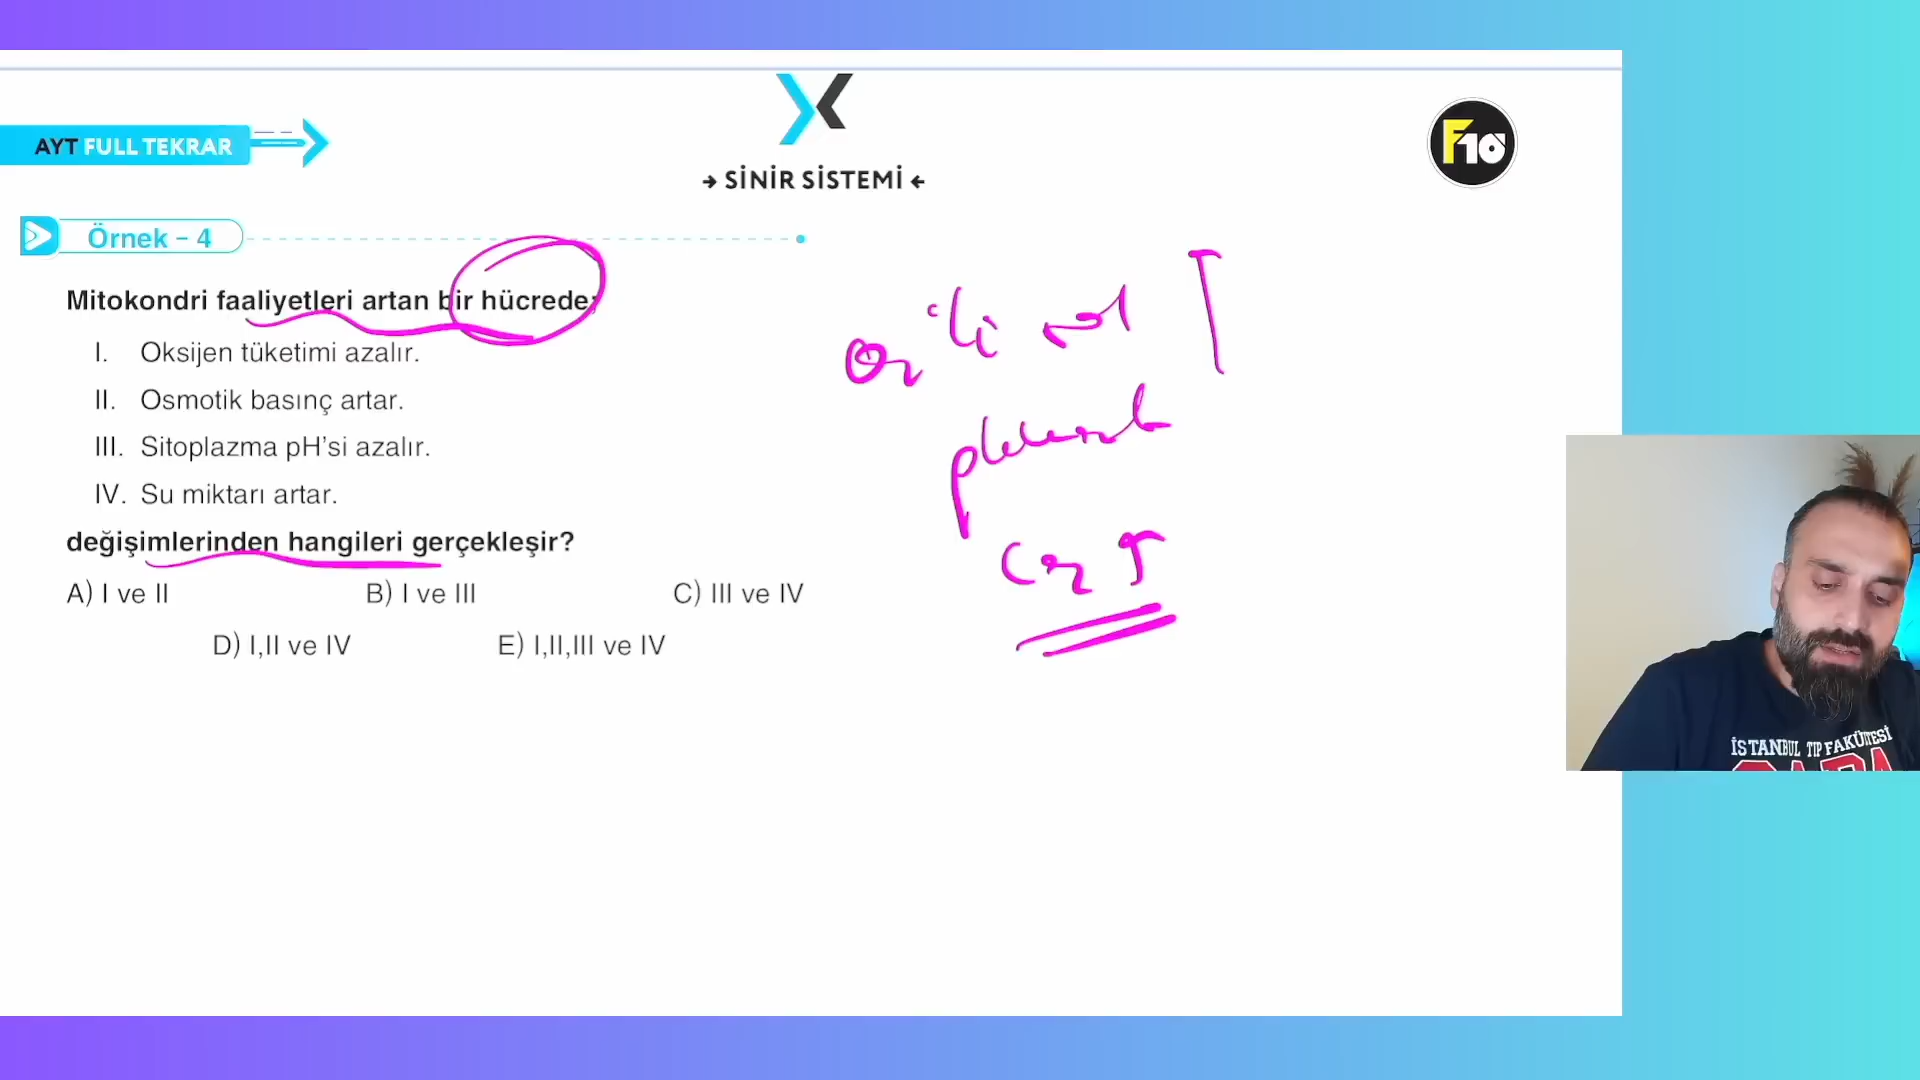 AYT FULL TEKRAR
→ SİNİR SİSTEMİ ←
F10
Örnek – 4
Mitokondri faaliyetleri artan bir hücrede;
I. Oksijen tüketimi azalır.
II. Osmotik basınç artar.
III. Sitoplazma pH’si azalır.
IV. Su miktarı artar.
değişimlerinden hangileri gerçekleşir?
A) I ve II B) I ve III C) III ve IV
D) I,II ve IV E) I,II,III ve IV
İSTANBUL TIP FAKÜLTESİ